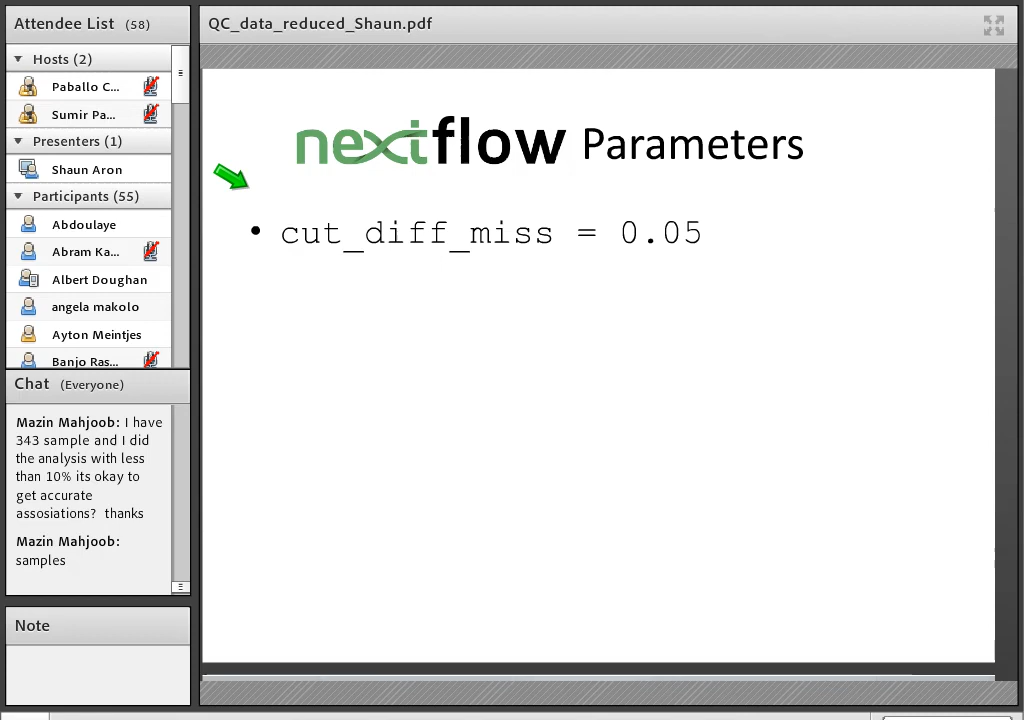 Attendee List (58)
Hosts (2)
Paballo C...
Sumir Pa...
Presenters (1)
Shaun Aron
Participants (55)
Abdoulaye
Abram Ka...
Albert Doughan
angela makolo
Ayton Meintjes
Banjo Ras...
Chat (Everyone)
Mazin Mahjoob: I have
343 sample and I did
the analysis with less
than 10% its okay to
get accurate
assosiations? thanks
Mazin Mahjoob:
samples
Note
QC_data_reduced_Shaun.pdf
nextflow Parameters
• cut_diff_miss = 0.05